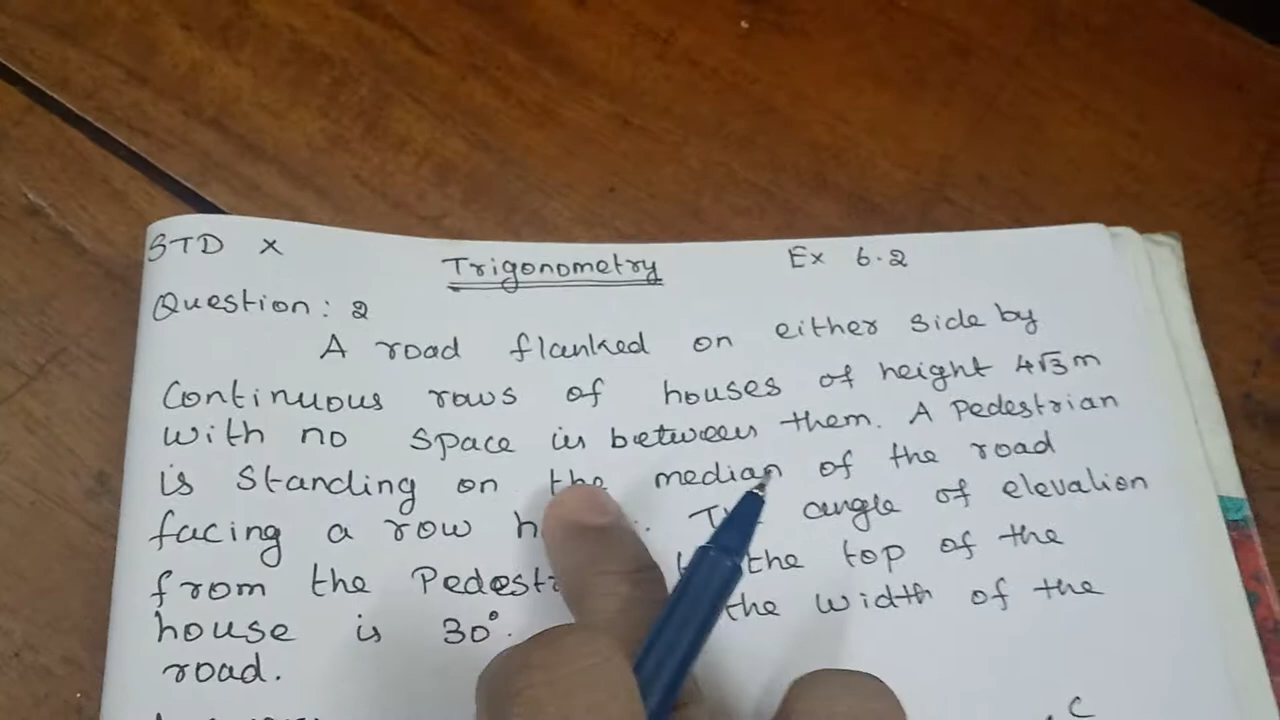 STD X
Trigonometry
Ex 6.2
Question: 2
A road flanked on either side by
Continuous rows of houses of height 4√3m
with no space in between them. A Pedestrian
is standing on the median of the road
facing a row angle of elevation
from the the top of the
house is 30°. the width of the
road.
C